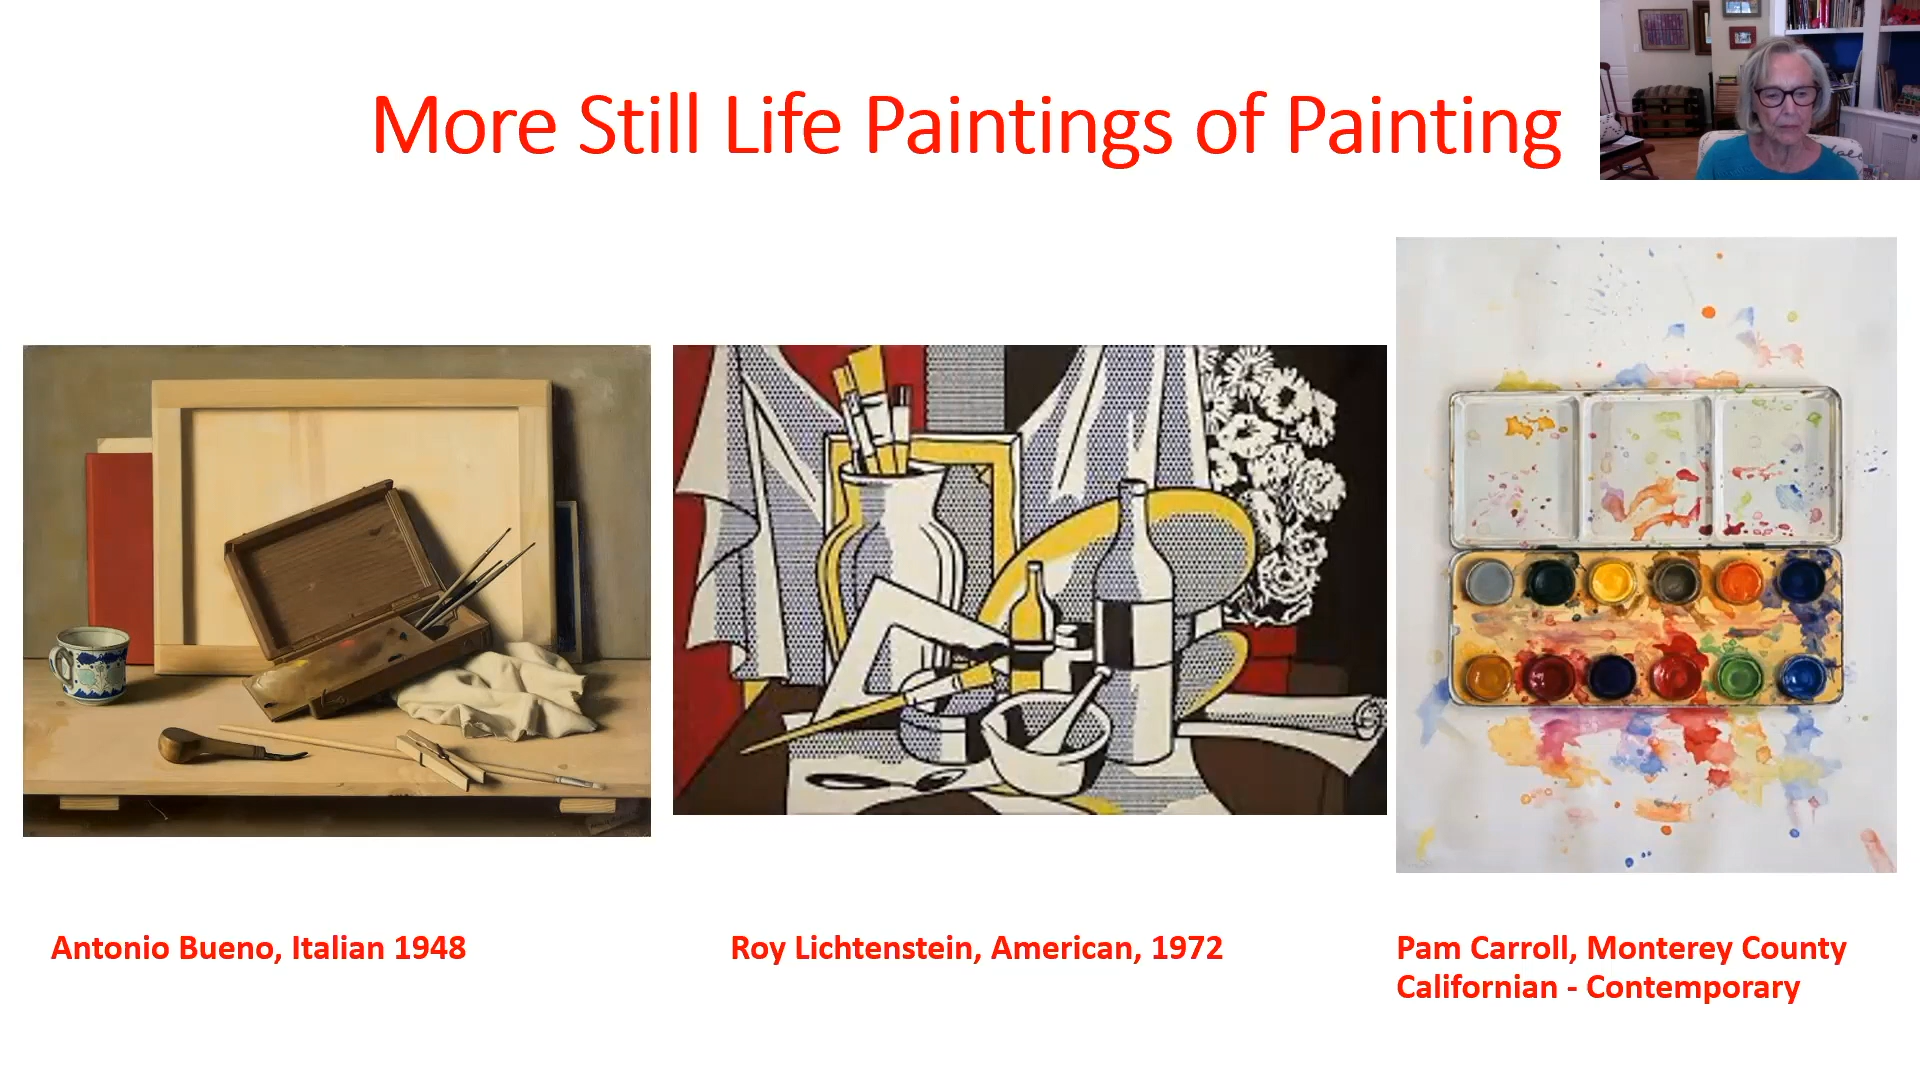 More Still Life Paintings of Painting
Antonio Bueno, Italian 1948
Roy Lichtenstein, American, 1972
Pam Carroll, Monterey County
Californian - Contemporary